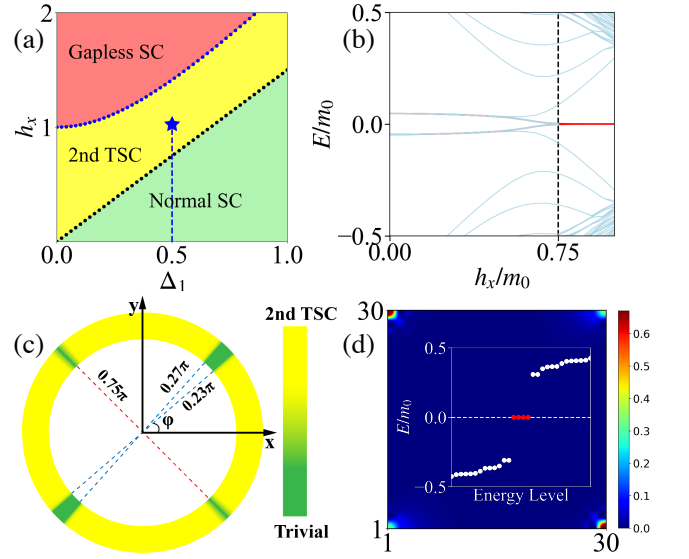 (a)
2
1
0
h_x
Gapless SC
2nd TSC
Normal SC
0.0
0.5
1.0
Δ_1
(b)
0.5
0.0
−0.5
E/m_0
0.00
0.75
h_x/m_0
(c)
y
x
φ
0.75π
0.27π
0.23π
2nd TSC
Trivial
(d)
30
1
1
30
0.5
0.0
−0.5
E/m_0
Energy Level
0.6
0.5
0.4
0.3
0.2
0.1
0.0